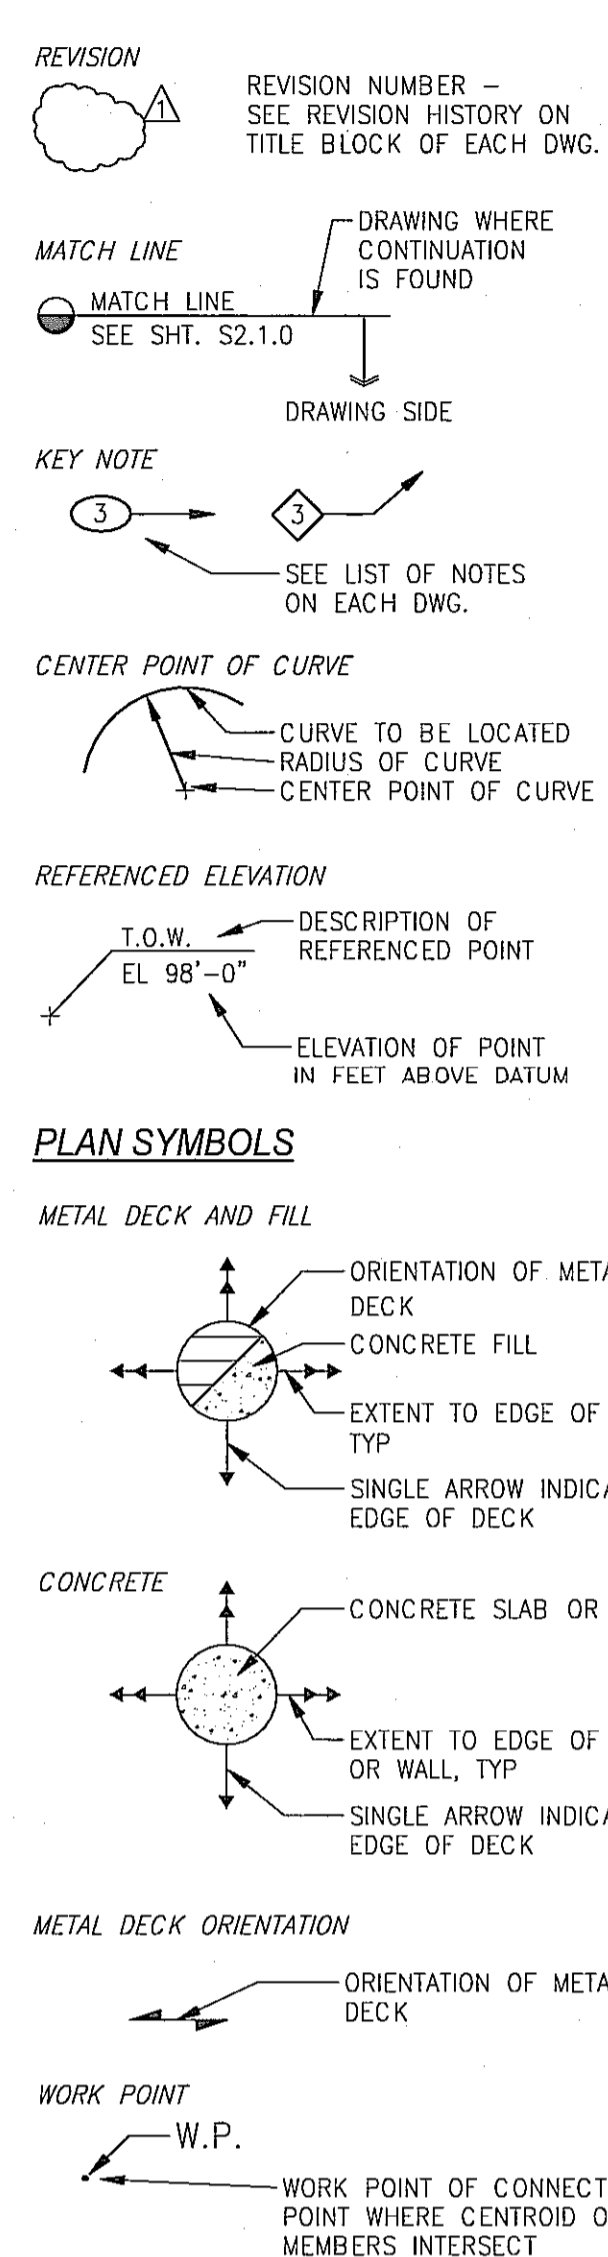 REVISION
1
REVISION NUMBER –
SEE REVISION HISTORY ON
TITLE BLOCK OF EACH DWG.
MATCH LINE
DRAWING WHERE
CONTINUATION
IS FOUND
MATCH LINE
SEE SHT. S2.1.0
DRAWING SIDE
KEY NOTE
3
3
SEE LIST OF NOTES
ON EACH DWG.
CENTER POINT OF CURVE
CURVE TO BE LOCATED
RADIUS OF CURVE
CENTER POINT OF CURVE
REFERENCED ELEVATION
T.O.W.
EL 98'–0"
DESCRIPTION OF
REFERENCED POINT
ELEVATION OF POINT
IN FEET ABOVE DATUM
PLAN SYMBOLS
METAL DECK AND FILL
ORIENTATION OF
DECK
CONCRETE FILL
EXTENT TO EDGE OF
TYP
SINGLE ARROW
EDGE OF DECK
CONCRETE
CONCRETE SLAB OR
EXTENT TO EDGE OF
OR WALL, TYP
SINGLE ARROW
EDGE OF DECK
METAL DECK ORIENTATION
ORIENTATION OF
DECK
WORK POINT
W.P.
WORK POINT OF
POINT WHERE CENTROID
MEMBERS INTERSECT